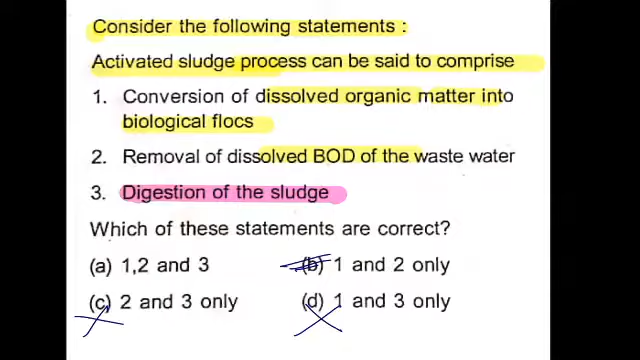 Consider the following statements :
Activated sludge process can be said to comprise
1. Conversion of dissolved organic matter into
biological flocs
2. Removal of dissolved BOD of the waste water
3. Digestion of the sludge
Which of these statements are correct?
(a) 1,2 and 3 (b) 1 and 2 only
(c) 2 and 3 only (d) 1 and 3 only